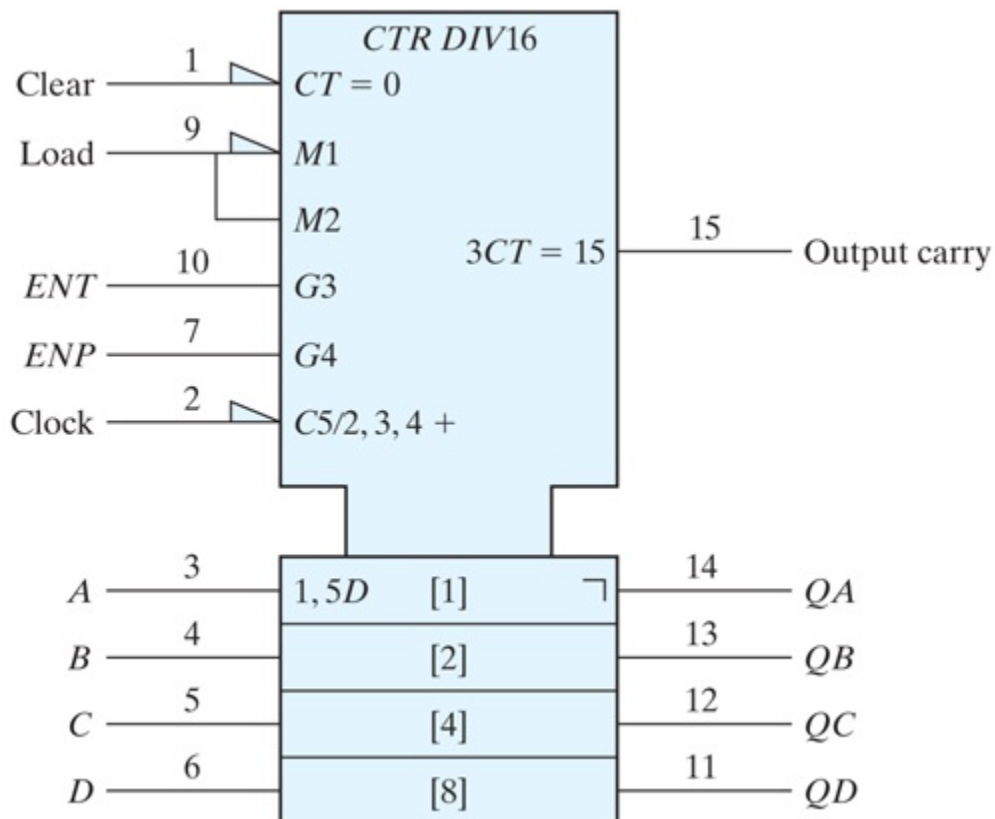 CTR DIV16
Clear 1 CT = 0
Load 9 M1
M2
3CT = 15 15 Output carry
ENT 10 G3
ENP 7 G4
Clock 2 C5/2, 3, 4 +
A 3 1, 5D [1] ㄱ 14 QA
B 4 [2] 13 QB
C 5 [4] 12 QC
D 6 [8] 11 QD